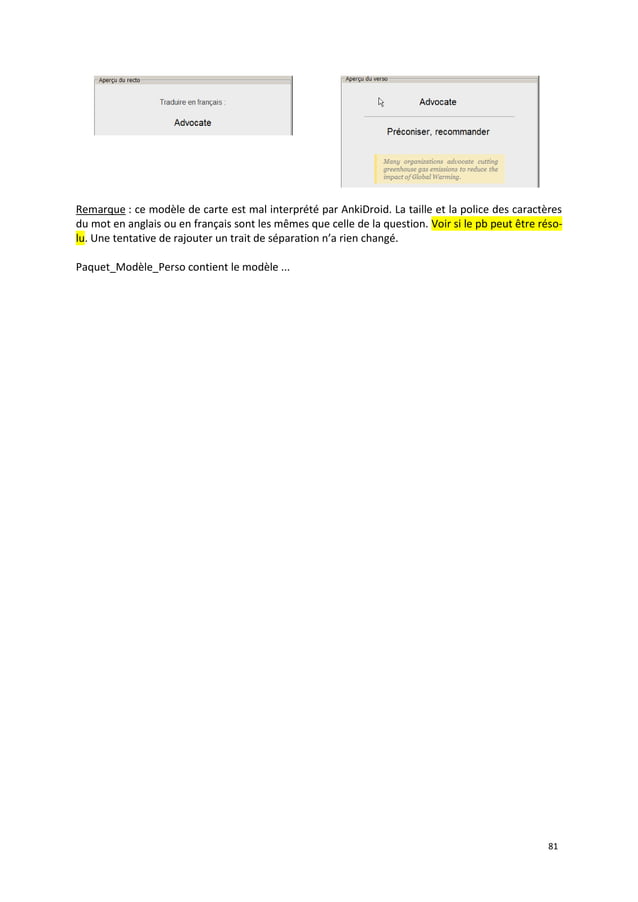 Aperçu du recto
Traduire en français :
Advocate
Aperçu du verso
Advocate
Préconiser, recommander
Many organizations advocate cutting
greenhouse gas emissions to reduce the
impact of Global Warming.
Remarque : ce modèle de carte est mal interprété par AnkiDroid. La taille et la police des caractères
du mot en anglais ou en français sont les mêmes que celle de la question. Voir si le pb peut être réso-
lu. Une tentative de rajouter un trait de séparation n’a rien changé.
Paquet_Modèle_Perso contient le modèle ...
81